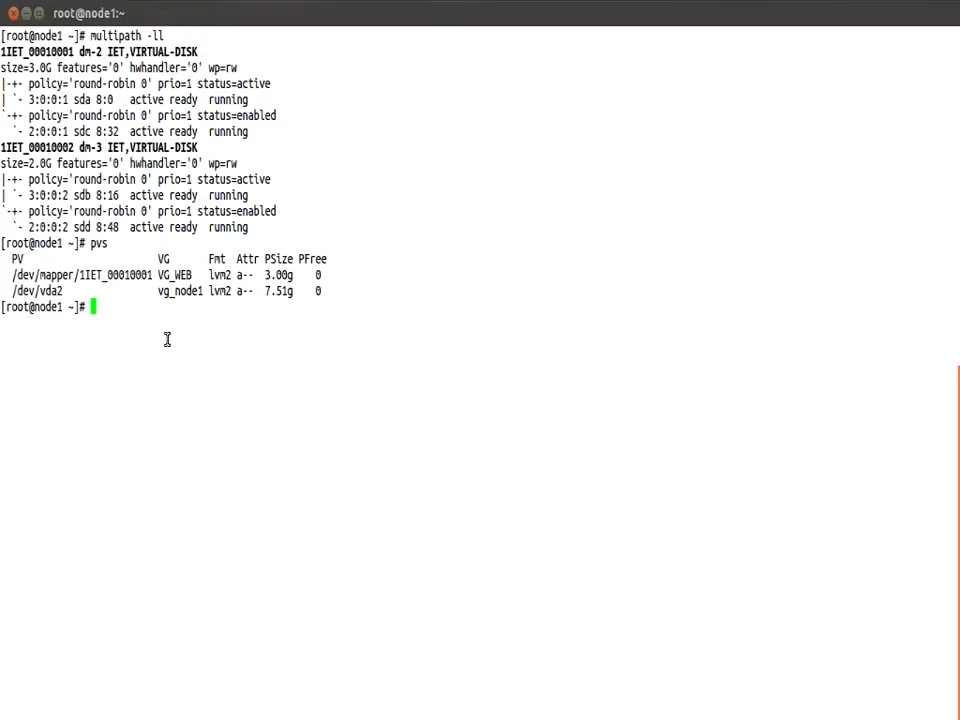 root@node1:~
[root@node1 ~]# multipath -ll
1IET_00010001 dm-2 IET,VIRTUAL-DISK
size=3.0G features='0' hwhandler='0' wp=rw
|-+- policy='round-robin 0' prio=1 status=active
| `- 3:0:0:1 sda 8:0   active ready  running
`-+- policy='round-robin 0' prio=1 status=enabled
  `- 2:0:0:1 sdc 8:32  active ready  running
1IET_00010002 dm-3 IET,VIRTUAL-DISK
size=2.0G features='0' hwhandler='0' wp=rw
|-+- policy='round-robin 0' prio=1 status=active
| `- 3:0:0:2 sdb 8:16  active ready  running
`-+- policy='round-robin 0' prio=1 status=enabled
  `- 2:0:0:2 sdd 8:48  active ready  running
[root@node1 ~]# pvs
  PV                        VG       Fmt  Attr PSize PFree
  /dev/mapper/1IET_00010001 VG_WEB   lvm2 a--  3.00g    0
  /dev/vda2                 vg_node1 lvm2 a--  7.51g    0
[root@node1 ~]#